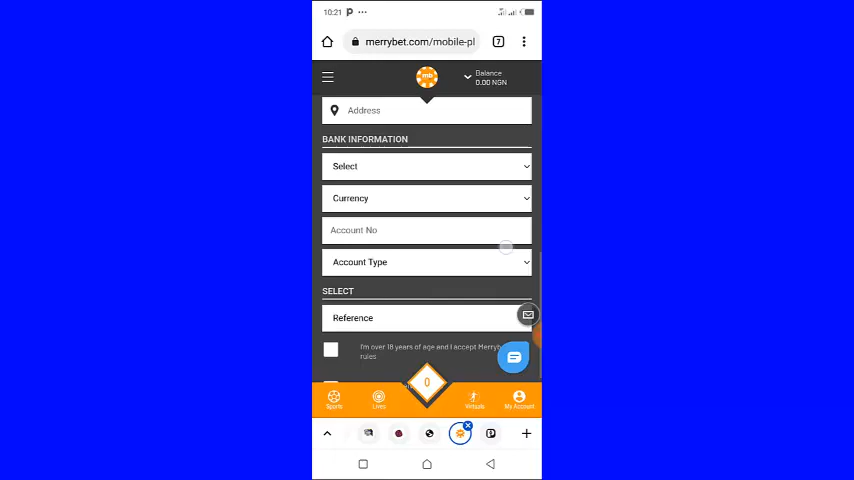 10:21 P •••
merrybet.com/mobile-pl
7
mb
Balance
0.00 NGN
Address
BANK INFORMATION
Select
Currency
Account No
Account Type
SELECT
Reference
I'm over 18 years of age and I accept Merryb
rules
0
Sports
Lives
Virtuals
My Account